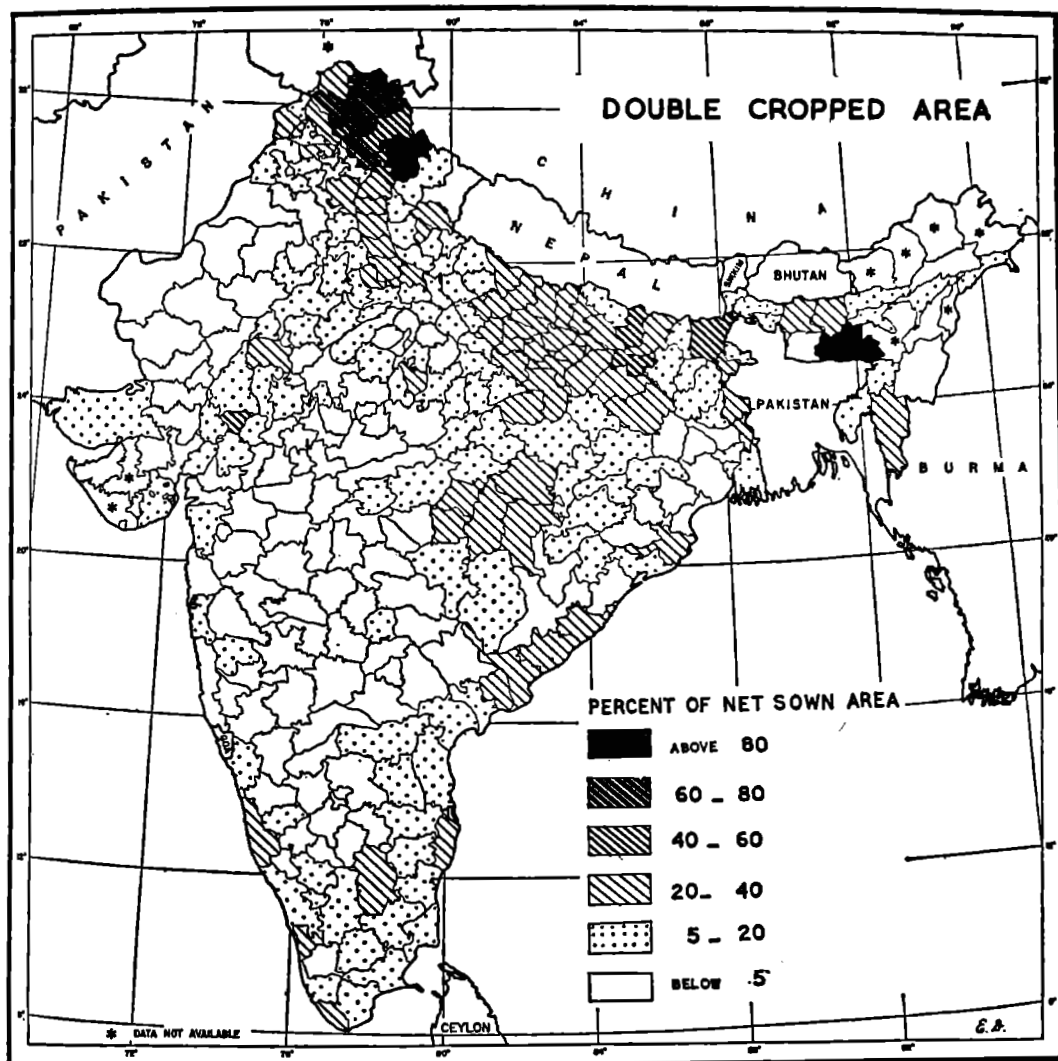 DOUBLE CROPPED AREA
PAKISTAN
CHINA
NEPAL
SIKKIM
BHUTAN
PAKISTAN
BURMA
GOA
CEYLON
PERCENT OF NET SOWN AREA
ABOVE 80
60 - 80
40 - 60
20 - 40
5 - 20
BELOW 5
* DATA NOT AVAILABLE
E.D.